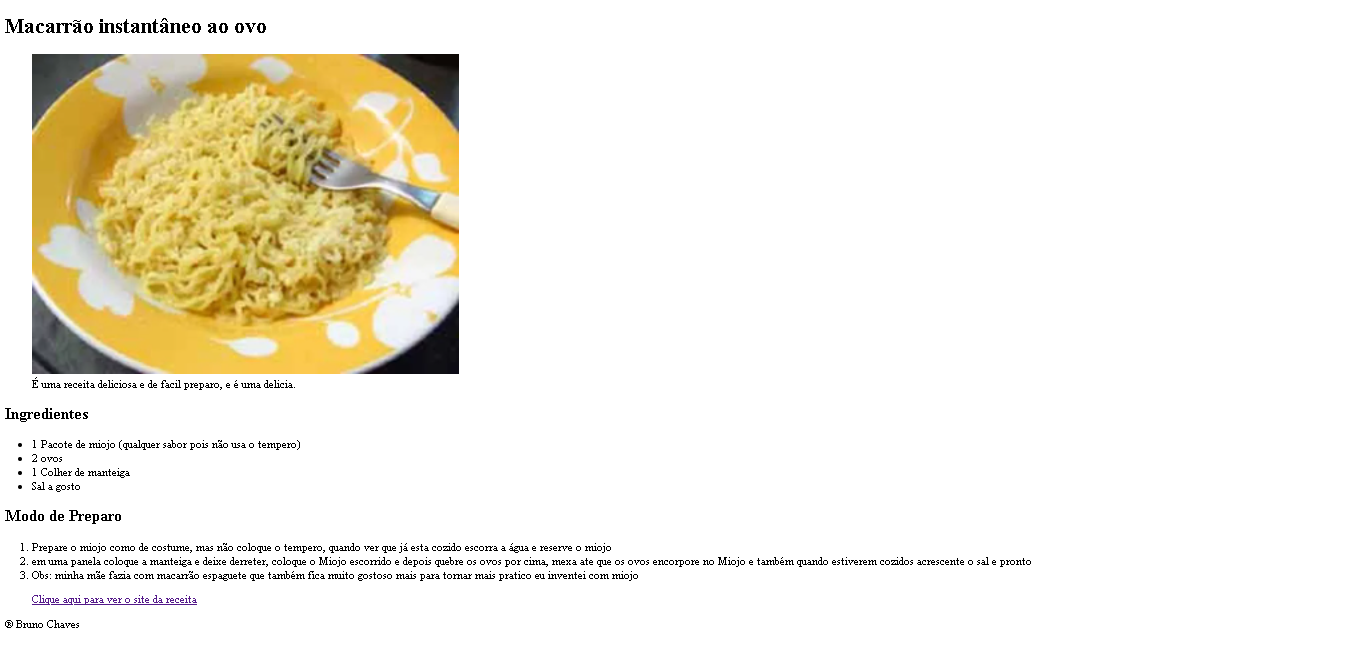 Macarrão instantâneo ao ovo
É uma receita deliciosa e de facil preparo, e é uma delicia.
Ingredientes
1 Pacote de miojo (qualquer sabor pois não usa o tempero)
2 ovos
1 Colher de manteiga
Sal a gosto
Modo de Preparo
1. Prepare o miojo como de costume, mas não coloque o tempero, quando ver que já esta cozido escorra a água e reserve o miojo
2. em uma panela coloque a manteiga e deixe derreter, coloque o Miojo escorrido e depois quebre os ovos por cima, mexa ate que os ovos encorpore no Miojo e também quando estiverem cozidos acrescente o sal e pronto
3. Obs: minha mãe fazia com macarrão espaguete que também fica muito gostoso mais para tornar mais pratico eu inventei com miojo
Clique aqui para ver o site da receita
® Bruno Chaves